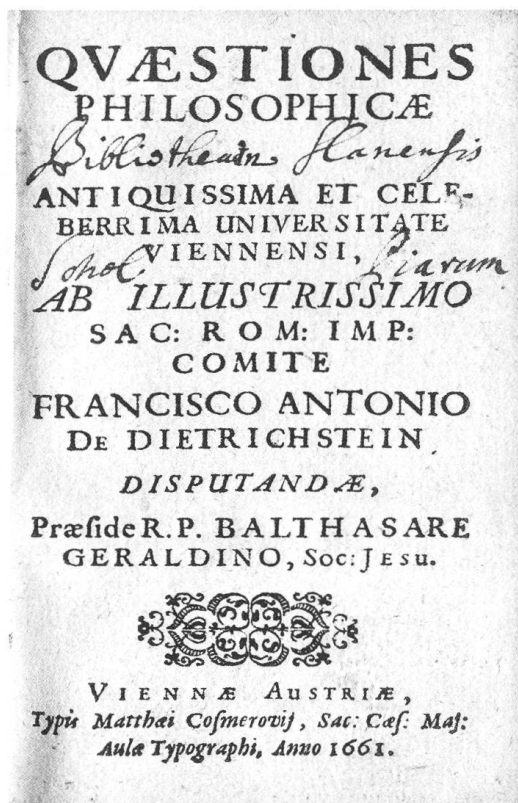 QVÆSTIONES
PHILOSOPHICÆ
Bibliothecæ Slanensis
ANTIQUISSIMA ET CELE-
BERRIMA UNIVERSITATE
VIENNENSI,
Schol. Piarum
AB ILLUSTRISSIMO
SAC: ROM: IMP:
COMITE
FRANCISCO ANTONIO
DE DIETRICHSTEIN
DISPUTANDÆ,
Præſide R.P. BALTHASARE
GERALDINO, Soc: JESU.
VIENNÆ AUSTRIÆ,
Typis Matthæi Coſmerovij, Sac: Cæſ: Maj:
Aulæ Typographi, Anno 1661.